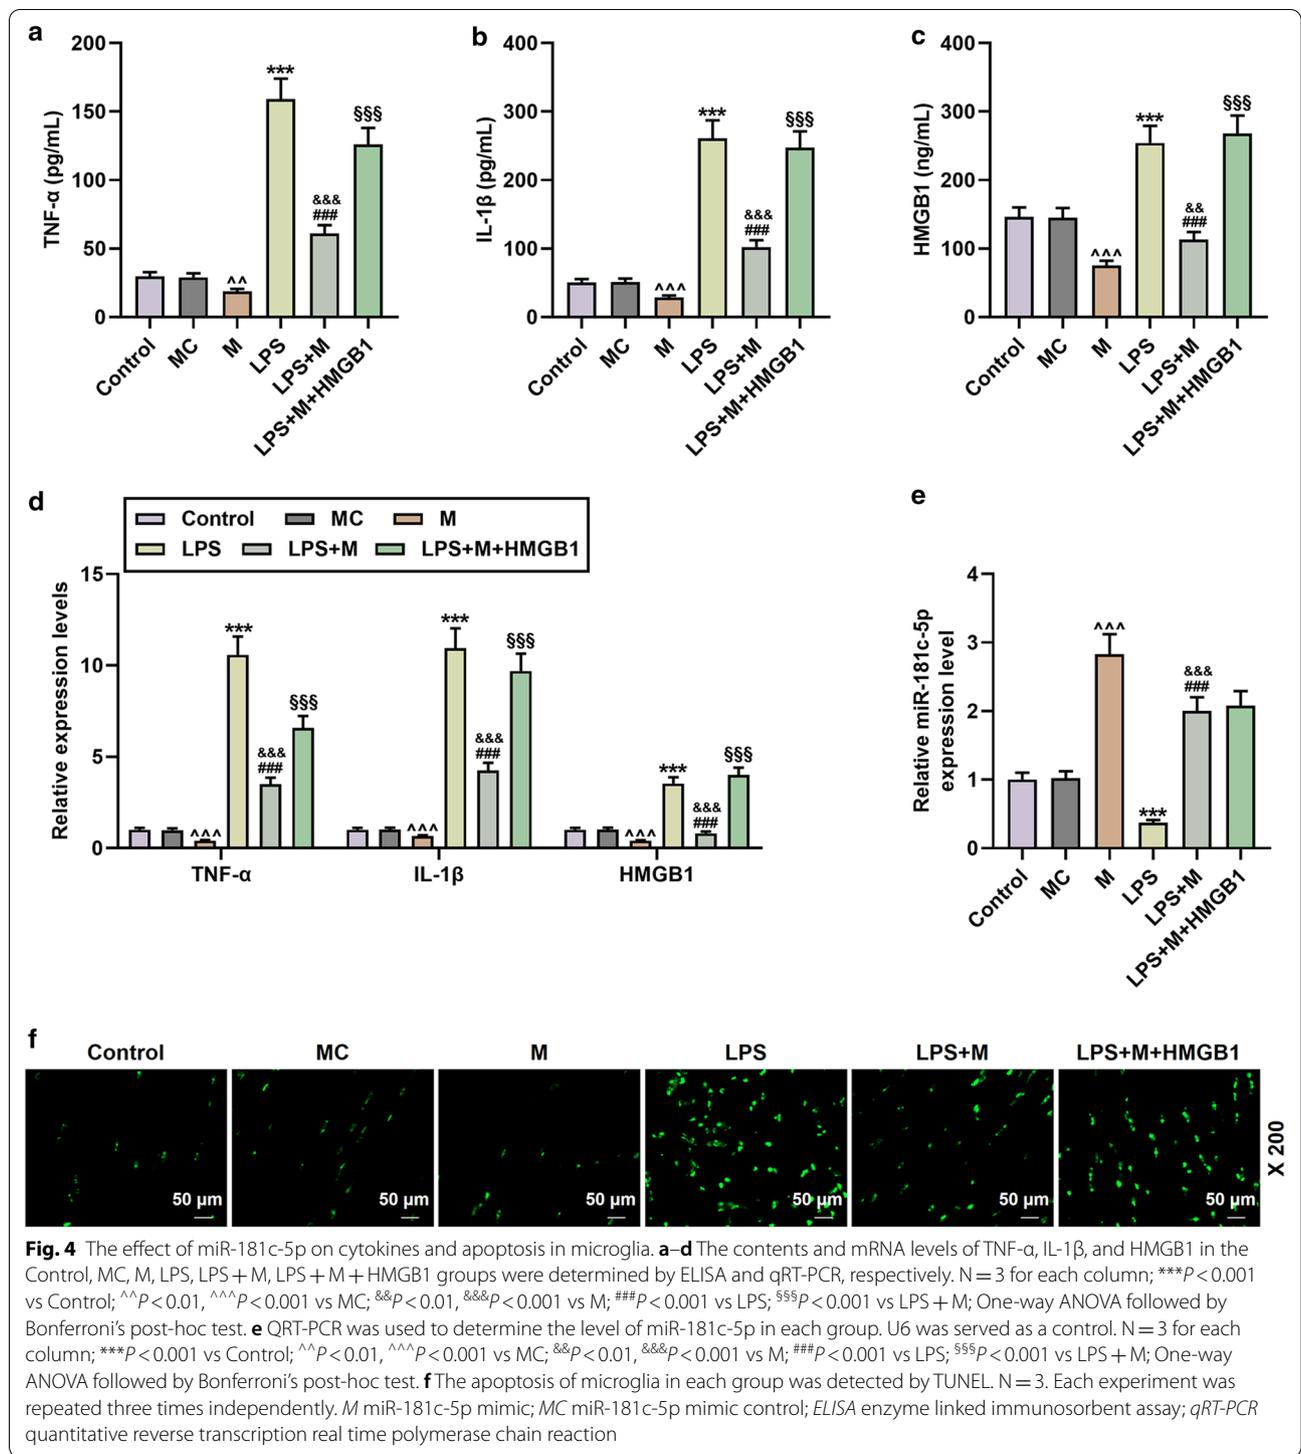 a
200
150
100
50
0
TNF-α (pg/mL)
***
^^
&&&
###
§§§
Control
MC
M
LPS
LPS+M
LPS+M+HMGB1
b
400
300
200
100
0
IL-1β (pg/mL)
***
^^^
&&&
###
§§§
Control
MC
M
LPS
LPS+M
LPS+M+HMGB1
c
400
300
200
100
0
HMGB1 (ng/mL)
***
^^^
&&
###
§§§
Control
MC
M
LPS
LPS+M
LPS+M+HMGB1
d
Control MC M
LPS LPS+M LPS+M+HMGB1
15
10
5
0
Relative expression levels
^^^
***
&&&
###
§§§
^^^
***
&&&
###
§§§
^^^
***
&&&
###
§§§
TNF-α IL-1β HMGB1
e
4
3
2
1
0
Relative miR-181c-5p
expression level
^^^
***
&&&
###
Control
MC
M
LPS
LPS+M
LPS+M+HMGB1
f
Control MC M LPS LPS+M LPS+M+HMGB1
50 μm 50 μm 50 μm 50 μm 50 μm 50 μm
X 200
Fig. 4 The effect of miR-181c-5p on cytokines and apoptosis in microglia. a–d The contents and mRNA levels of TNF-α, IL-1β, and HMGB1 in the
Control, MC, M, LPS, LPS + M, LPS + M + HMGB1 groups were determined by ELISA and qRT-PCR, respectively. N = 3 for each column; ***P < 0.001
vs Control; ^^P < 0.01, ^^^P < 0.001 vs MC; &&P < 0.01, &&&P < 0.001 vs M; ###P < 0.001 vs LPS; §§§P < 0.001 vs LPS + M; One-way ANOVA followed by
Bonferroni's post-hoc test. e QRT-PCR was used to determine the level of miR-181c-5p in each group. U6 was served as a control. N = 3 for each
column; ***P < 0.001 vs Control; ^^P < 0.01, ^^^P < 0.001 vs MC; &&P < 0.01, &&&P < 0.001 vs M; ###P < 0.001 vs LPS; §§§P < 0.001 vs LPS + M; One-way
ANOVA followed by Bonferroni's post-hoc test. f The apoptosis of microglia in each group was detected by TUNEL. N = 3. Each experiment was
repeated three times independently. M miR-181c-5p mimic; MC miR-181c-5p mimic control; ELISA enzyme linked immunosorbent assay; qRT-PCR
quantitative reverse transcription real time polymerase chain reaction